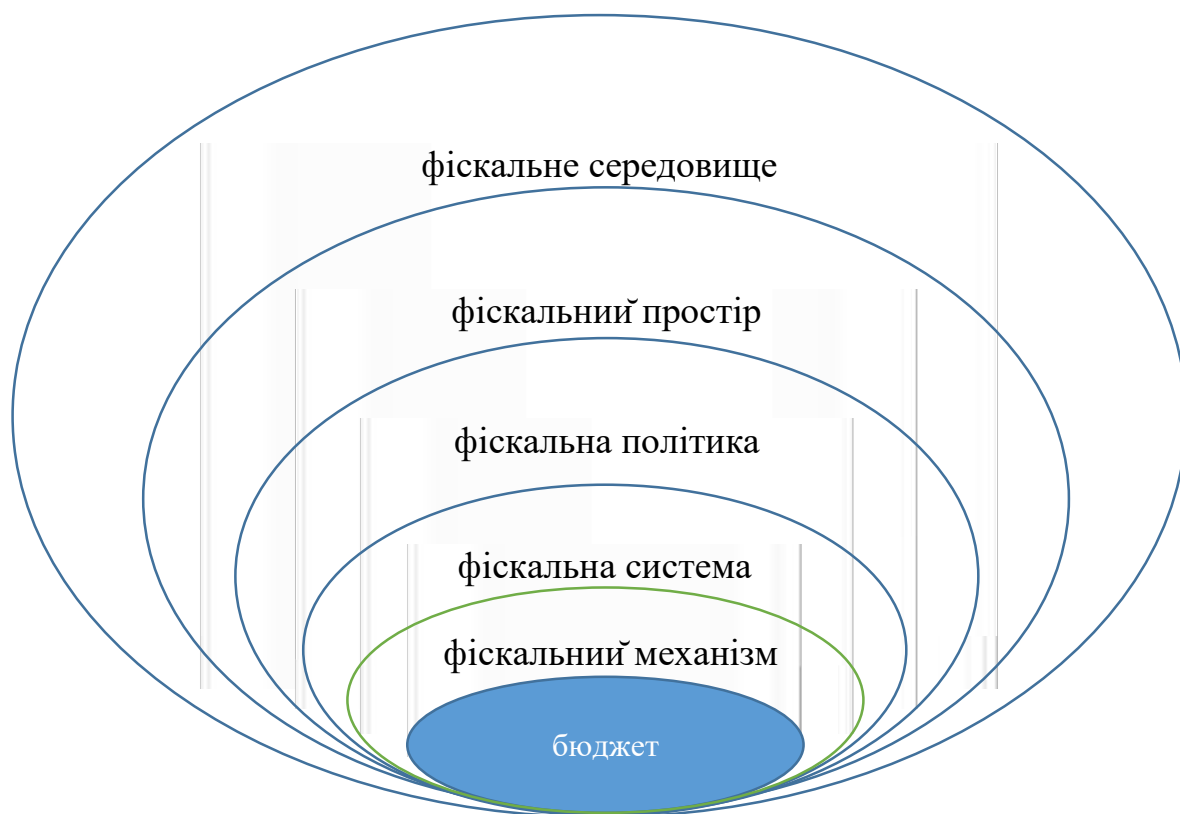 фіскальне середовище
фіскальний простір
фіскальна політика
фіскальна система
фіскальний механізм
бюджет